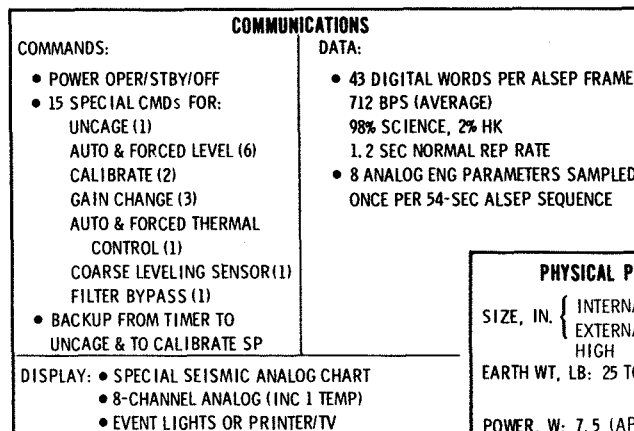 COMMUNICATIONS
COMMANDS:
• POWER OPER/STBY/OFF
• 15 SPECIAL CMDs FOR:
UNCAGE (1)
AUTO & FORCED LEVEL (6)
CALIBRATE (2)
GAIN CHANGE (3)
AUTO & FORCED THERMAL
CONTROL (1)
COARSE LEVELING SENSOR (1)
FILTER BYPASS (1)
• BACKUP FROM TIMER TO
UNCAGE & TO CALIBRATE SP
DATA:
• 43 DIGITAL WORDS PER ALSEP FRAME
712 BPS (AVERAGE)
98% SCIENCE, 2% HK
1.2 SEC NORMAL REP RATE
• 8 ANALOG ENG PARAMETERS SAMPLED
ONCE PER 54-SEC ALSEP SEQUENCE
DISPLAY: • SPECIAL SEISMIC ANALOG CHART
• 8-CHANNEL ANALOG (INC 1 TEMP)
• EVENT LIGHTS OR PRINTER/TV
PHYSICAL P
SIZE, IN. { INTERNA
EXTERNA
HIGH
EARTH WT, LB: 25 TO
POWER, W: 7.5 (AP